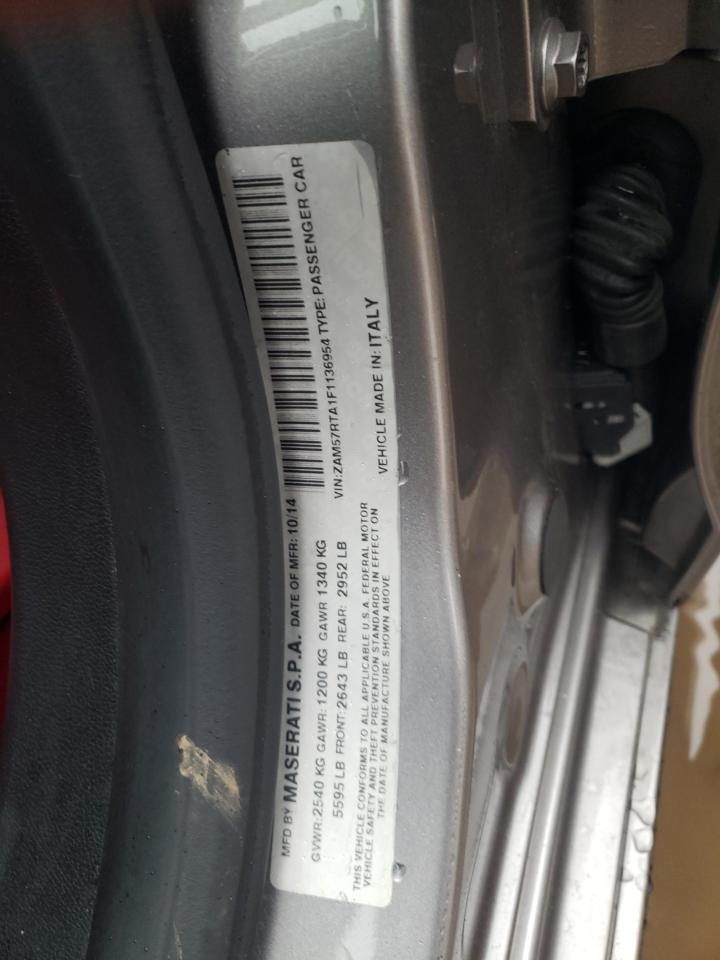 MFD BY MASERATI S.P.A. DATE OF MFR: 10/14
GVWR: 2540 KG GAWR: 1200 KG GAWR 1340 KG
5595 LB FRONT: 2643 LB REAR: 2952 LB
THIS VEHICLE CONFORMS TO ALL APPLICABLE U.S.A. FEDERAL MOTOR
VEHICLE SAFETY AND THEFT PREVENTION STANDARDS IN EFFECT ON
THE DATE OF MANUFACTURE SHOWN ABOVE
VIN:ZAM57RTA1F1136954 TYPE: PASSENGER CAR
VEHICLE MADE IN: ITALY